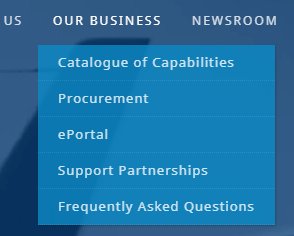 US OUR BUSINESS NEWSROOM
Catalogue of Capabilities
Procurement
ePortal
Support Partnerships
Frequently Asked Questions